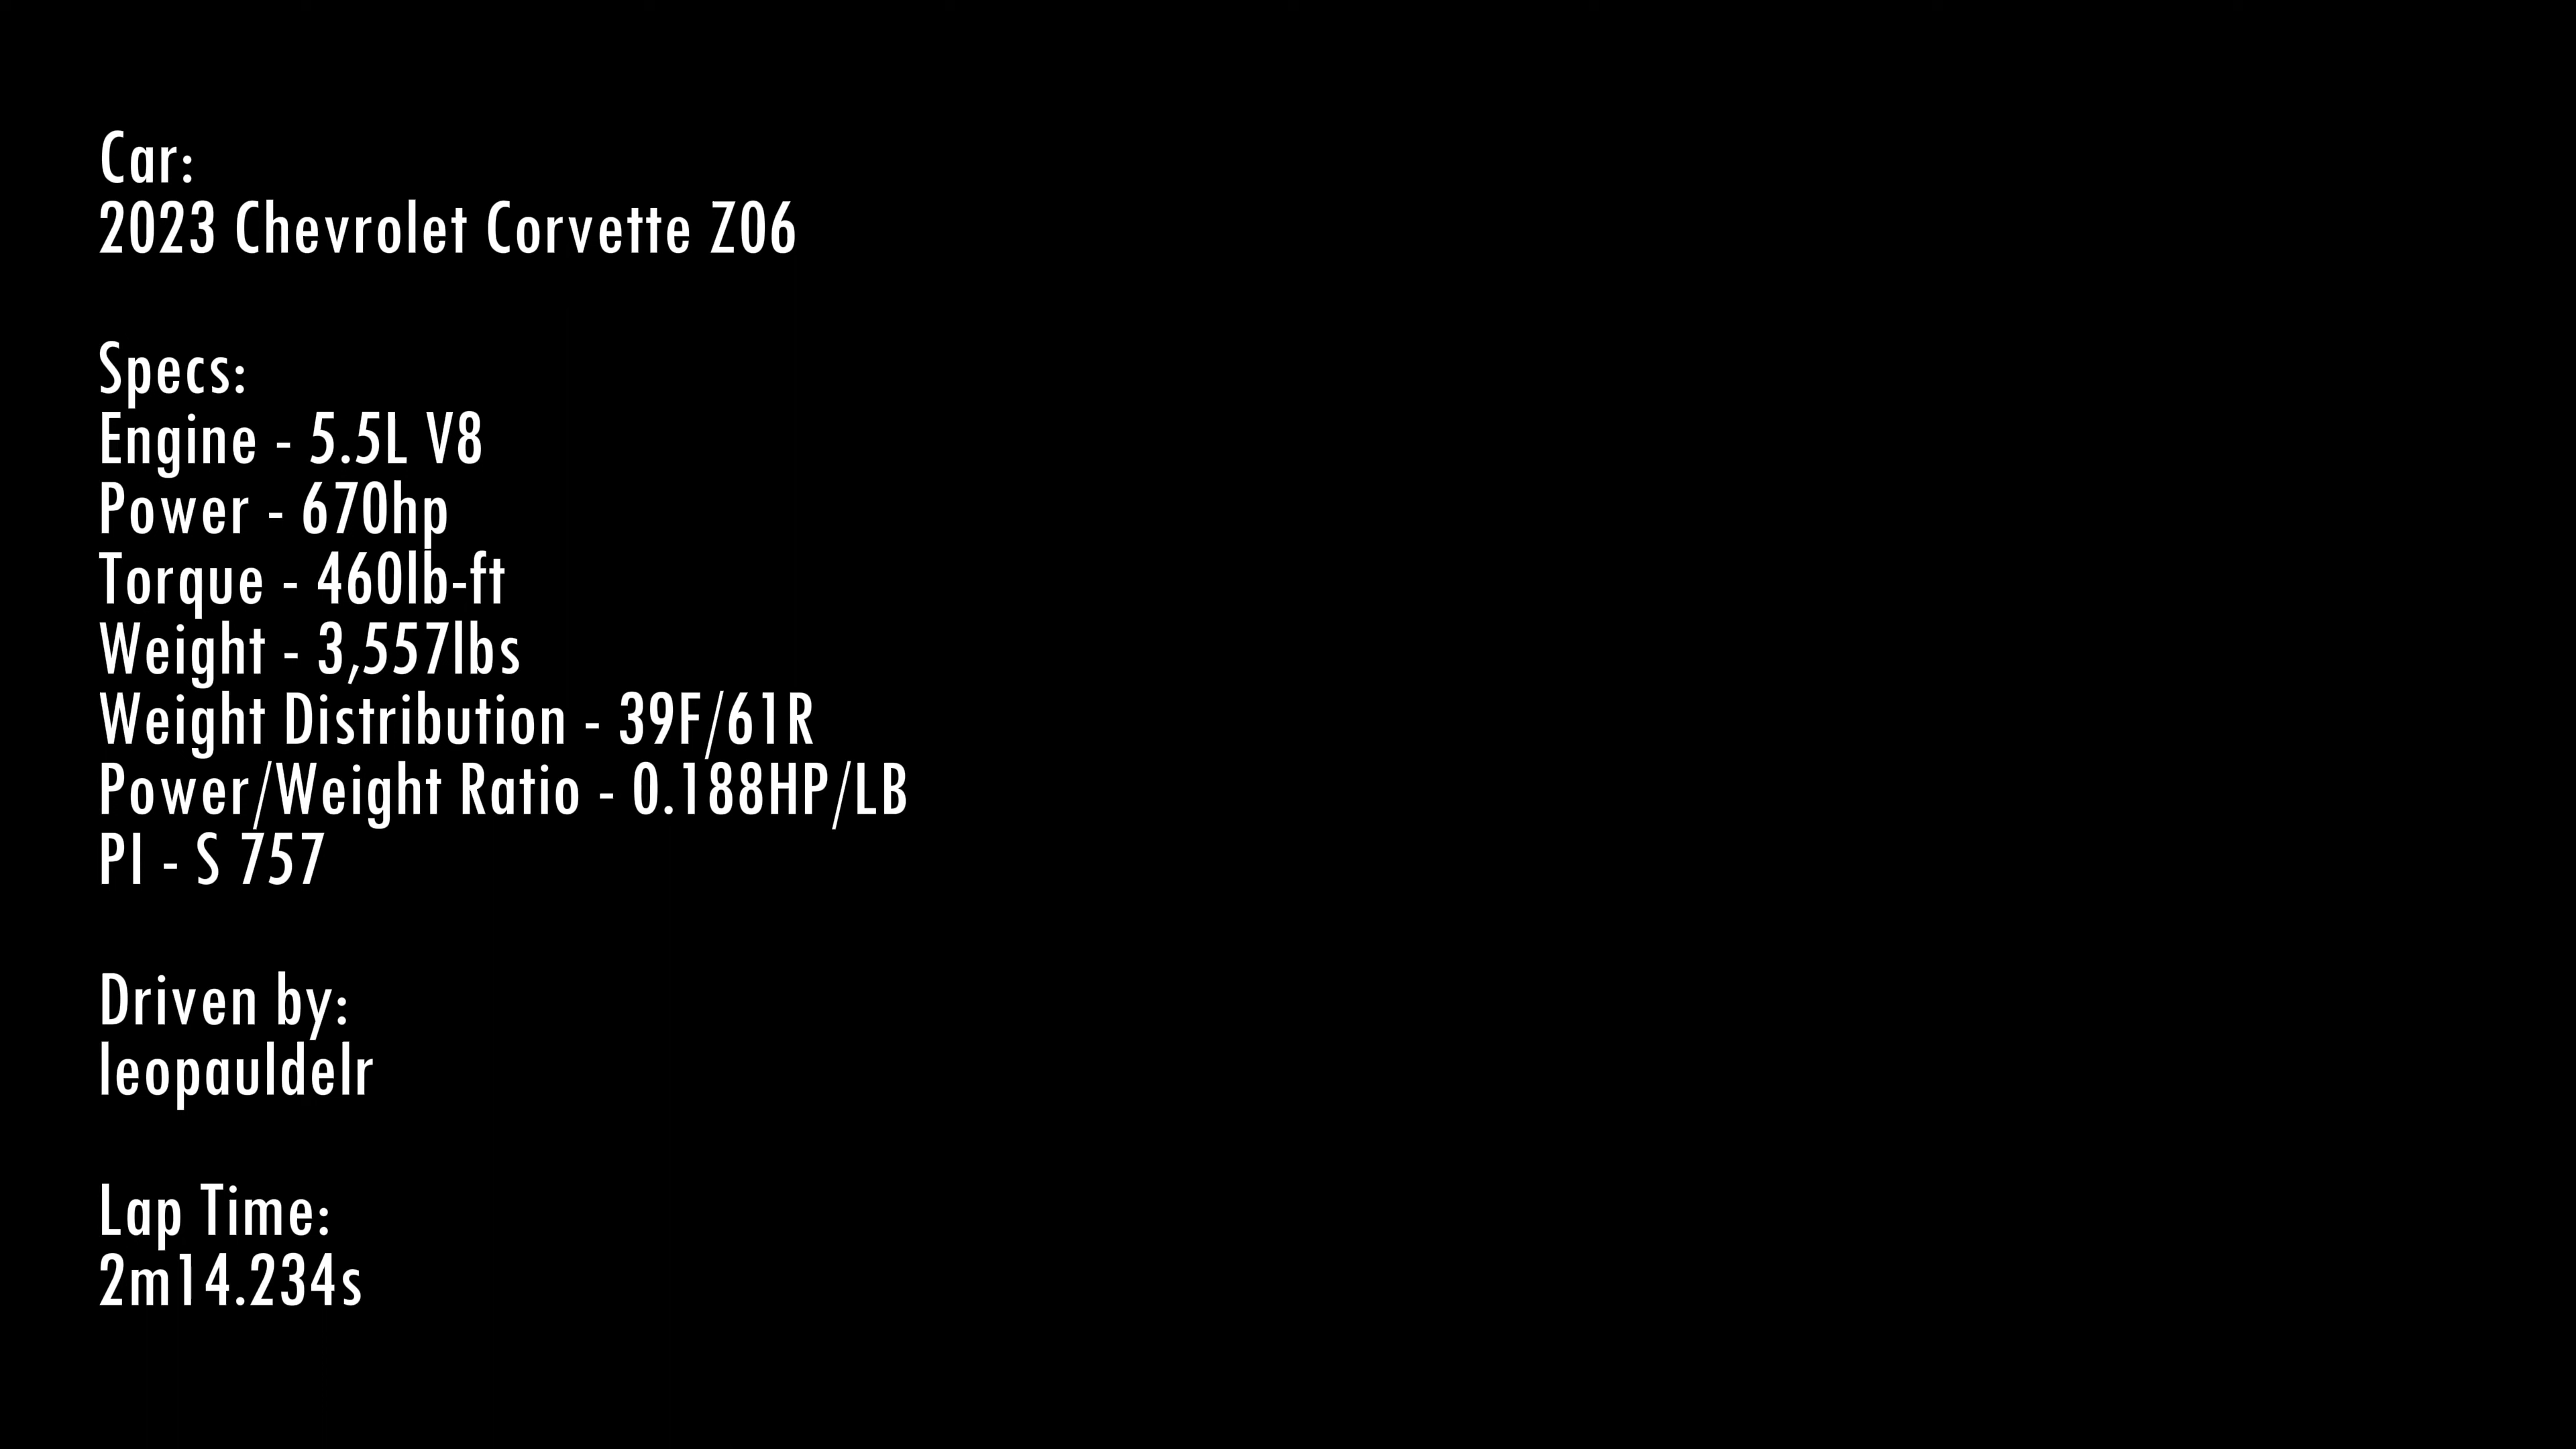 Car:
2023 Chevrolet Corvette Z06
Specs:
Engine - 5.5L V8
Power - 670hp
Torque - 460lb-ft
Weight - 3,557lbs
Weight Distribution - 39F/61R
Power/Weight Ratio - 0.188HP/LB
PI - S 757
Driven by:
leopauldelr
Lap Time:
2m14.234s